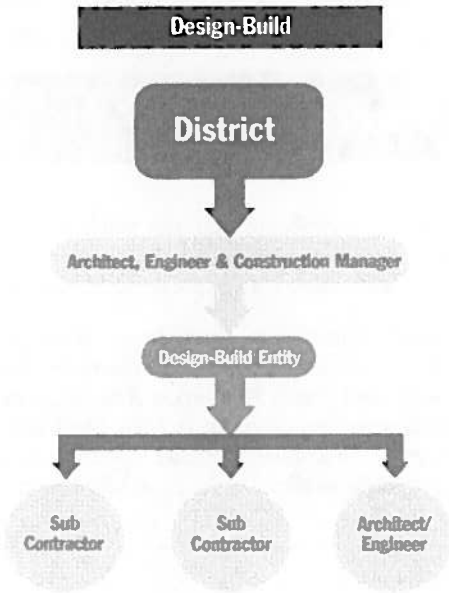 Design-Build
District
Architect, Engineer & Construction Manager
Design-Build Entity
Sub
Contractor
Sub
Contractor
Architect/
Engineer